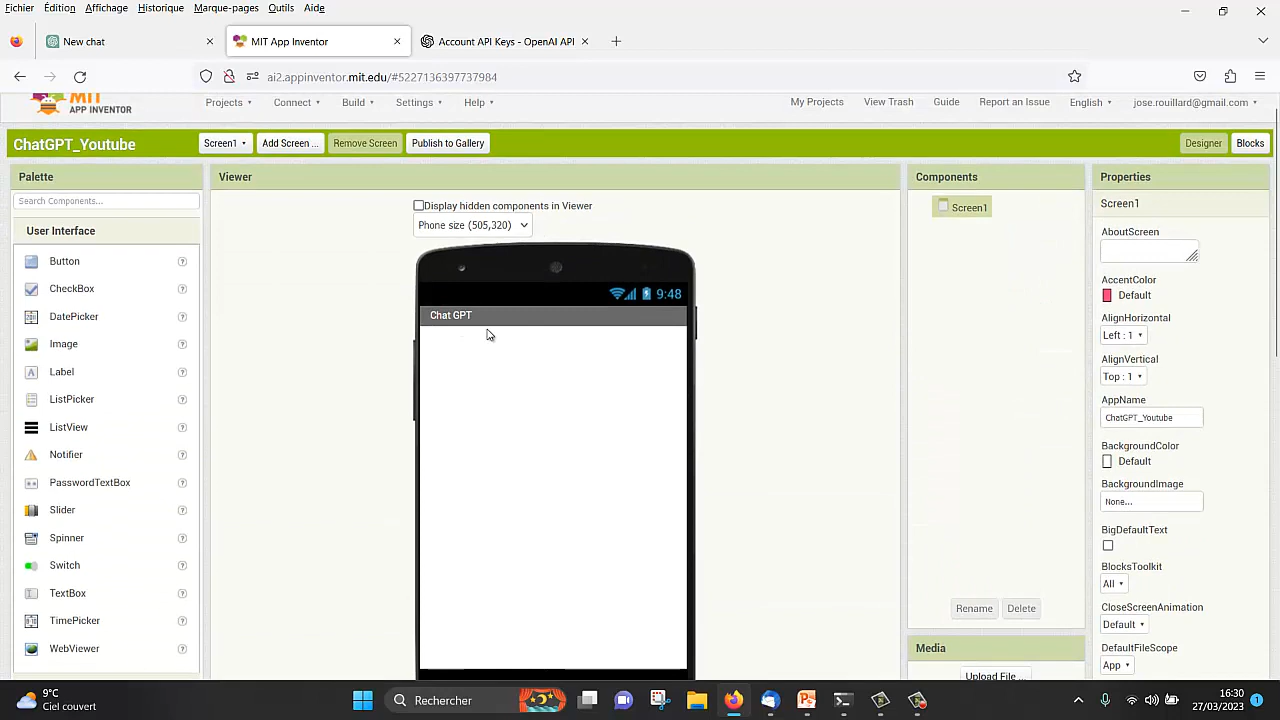 Fichier Édition Affichage Historique Marque-pages Outils Aide
New chat
MIT App Inventor
Account API Keys - OpenAI API
ai2.appinventor.mit.edu/#5227136397737984
MIT
APP INVENTOR
Projects Connect Build Settings Help My Projects View Trash Guide Report an Issue English jose.rouillard@gmail.com
ChatGPT_Youtube Screen1 Add Screen ... Remove Screen Publish to Gallery Designer Blocks
Palette
Search Components...
User Interface
Button
CheckBox
DatePicker
Image
Label
ListPicker
ListView
Notifier
PasswordTextBox
Slider
Spinner
Switch
TextBox
TimePicker
WebViewer
Viewer
Display hidden components in Viewer
Phone size (505,320)
9:48
Chat GPT
Components
Screen1
Rename Delete
Media
Upload File ...
Properties
Screen1
AboutScreen
AccentColor
Default
AlignHorizontal
Left : 1
AlignVertical
Top : 1
AppName
ChatGPT_Youtube
BackgroundColor
Default
BackgroundImage
None...
BigDefaultText
BlocksToolkit
All
CloseScreenAnimation
Default
DefaultFileScope
App
9°C
Ciel couvert
Rechercher
16:30
27/03/2023